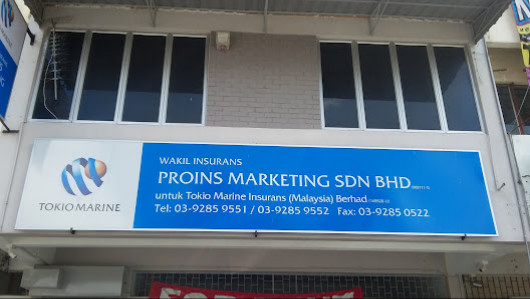 WAKIL INSURANS
PROINS MARKETING SDN BHD
untuk Tokio Marine Insurans (Malaysia) Berhad
Tel: 03-9285 9551 / 03-9285 9552 Fax: 03-9285 0522
TOKIO MARINE